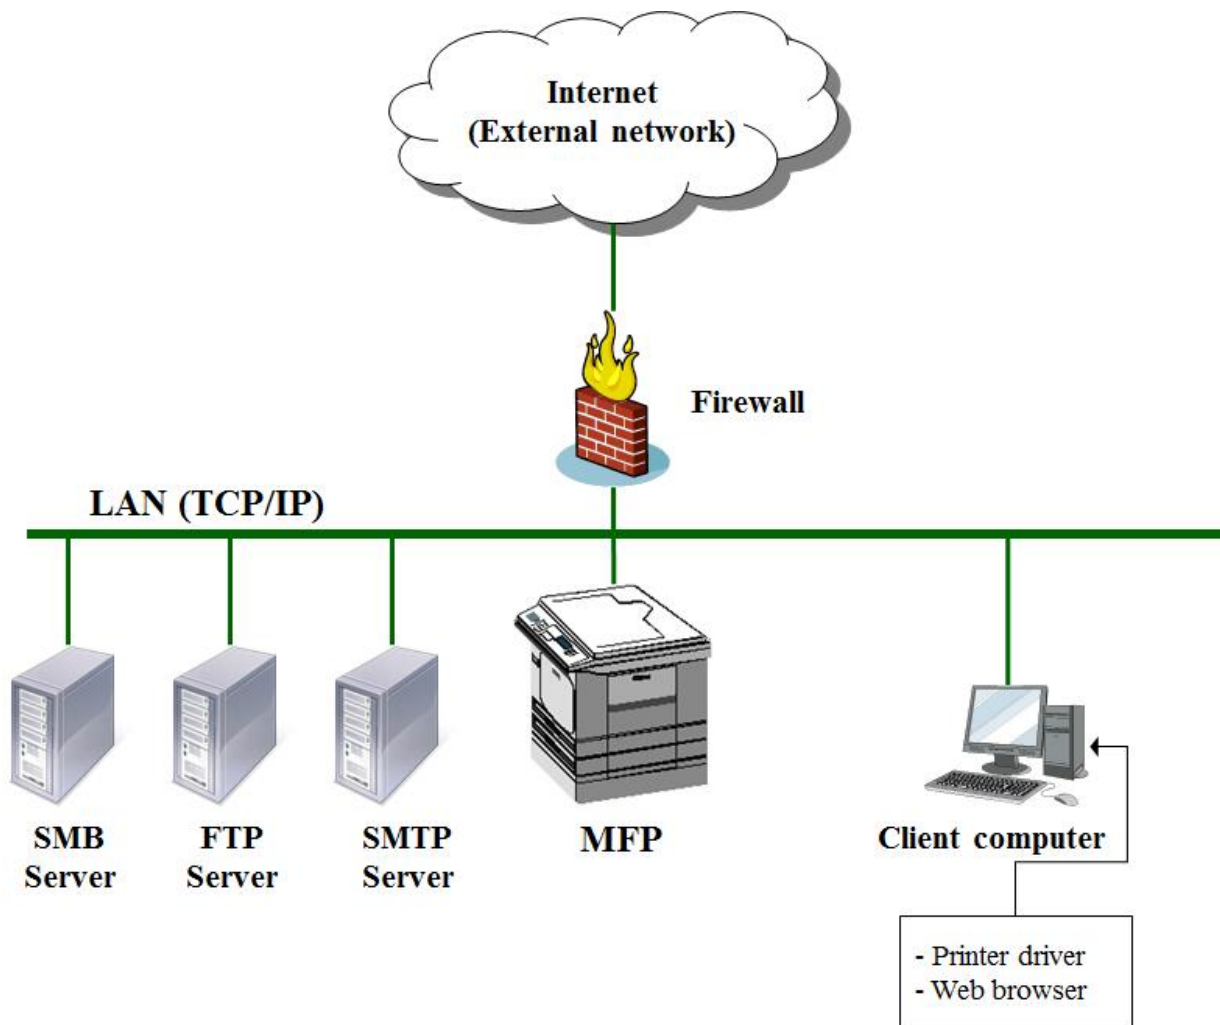 Internet
(External network)
Firewall
LAN (TCP/IP)
SMB
Server
FTP
Server
SMTP
Server
MFP
Client computer
- Printer driver
- Web browser